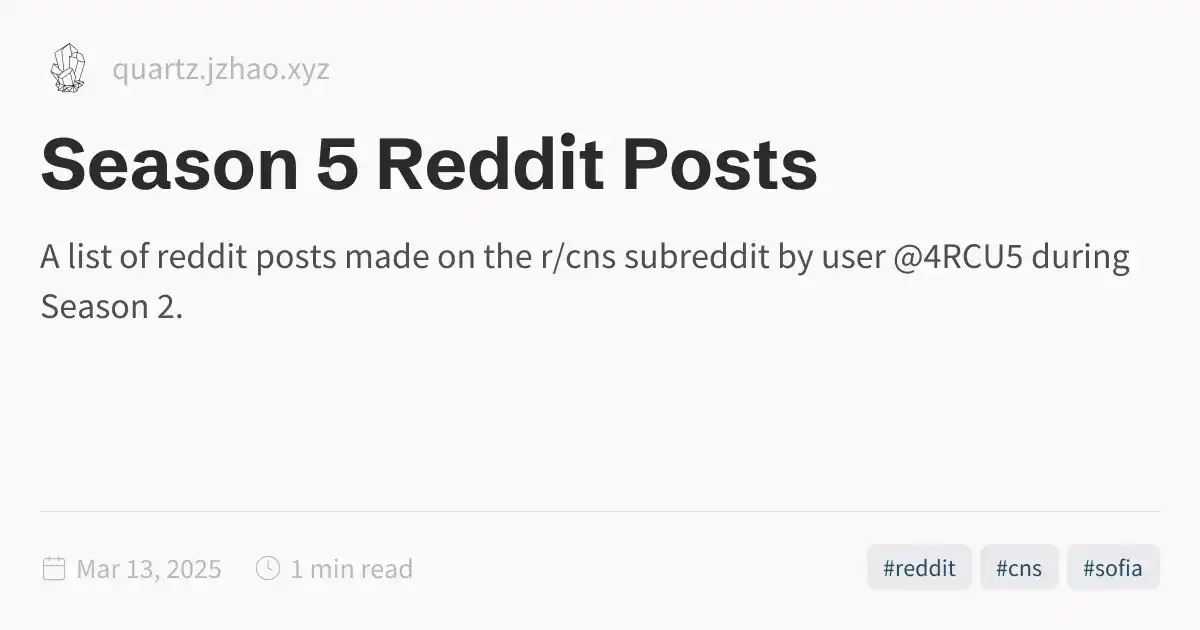 quartz.jzhao.xyz
Season 5 Reddit Posts
A list of reddit posts made on the r/cns subreddit by user @4RCU5 during
Season 2.
Mar 13, 2025 1 min read #reddit #cns #sofia